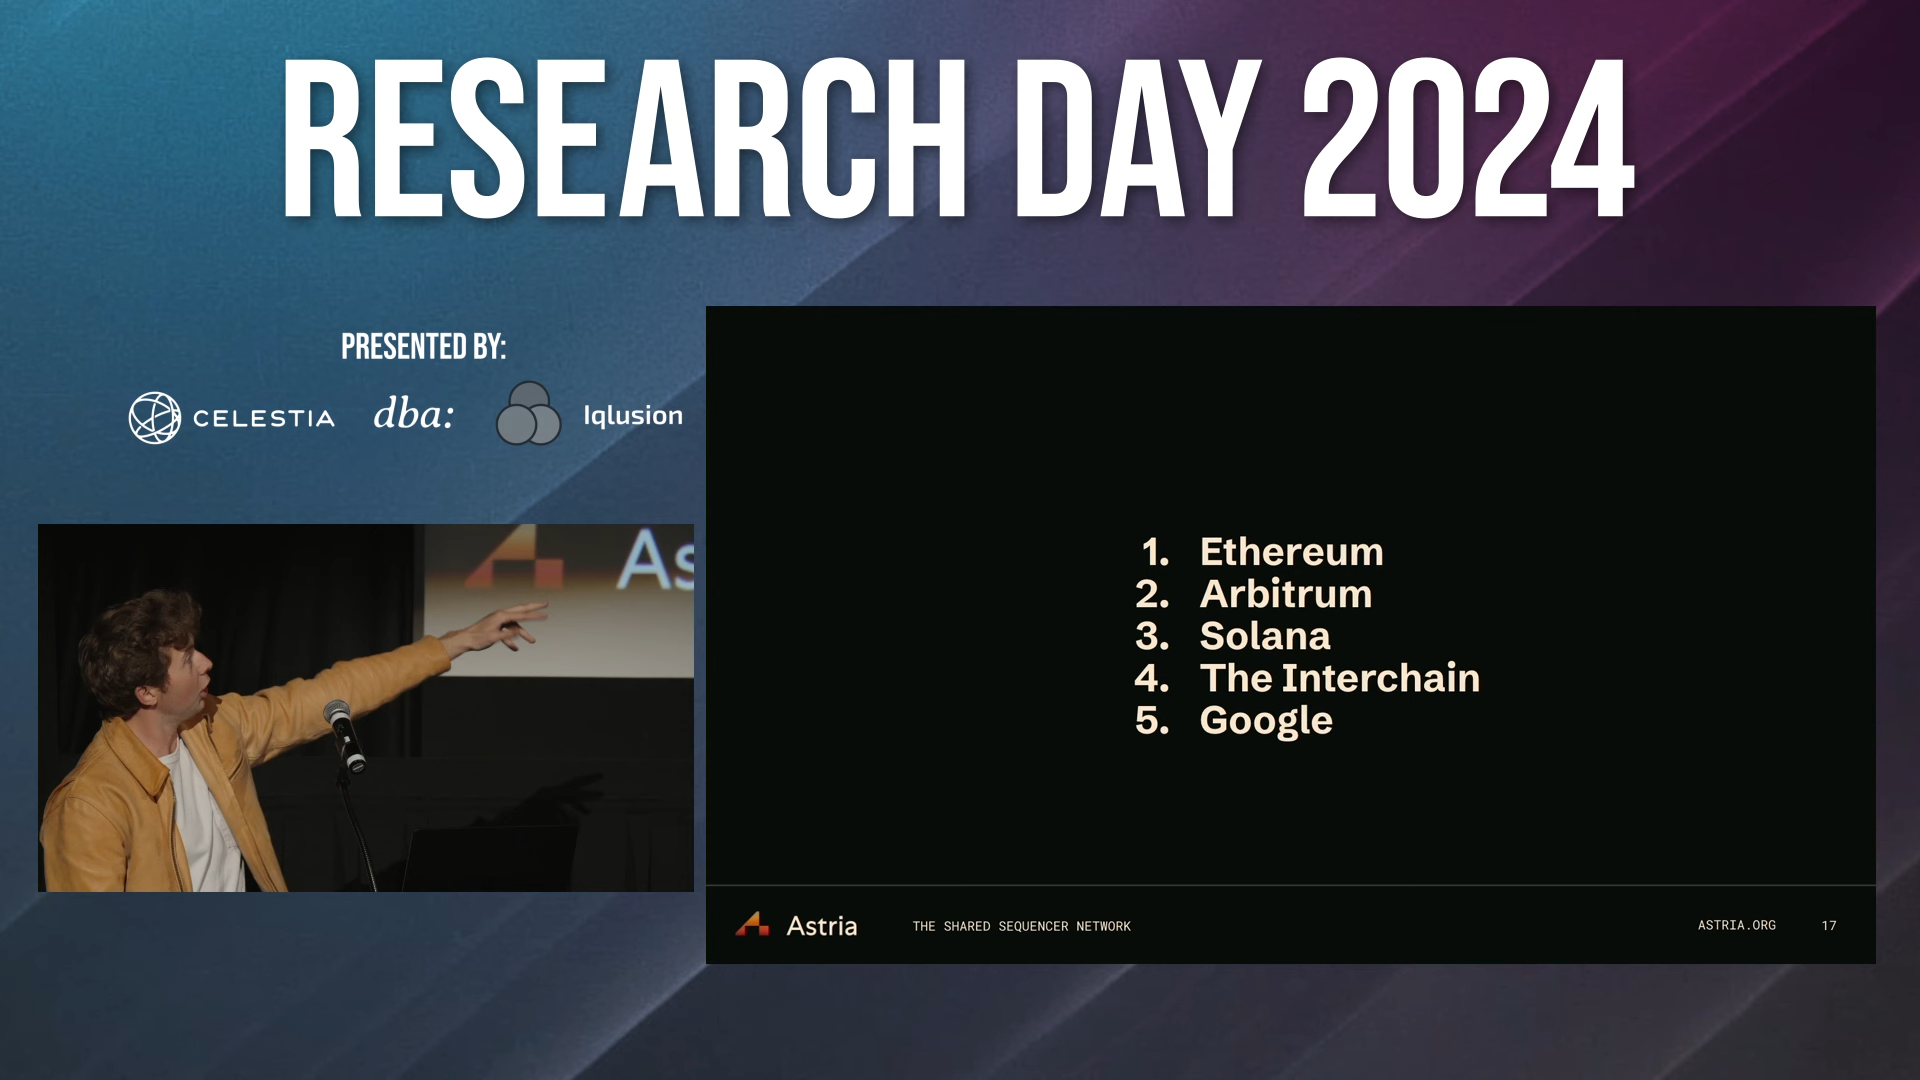 RESEARCH DAY 2024
PRESENTED BY:
CELESTIA
dba:
Iqlusion
As
1. Ethereum
2. Arbitrum
3. Solana
4. The Interchain
5. Google
Astria
THE SHARED SEQUENCER NETWORK
ASTRIA.ORG
17